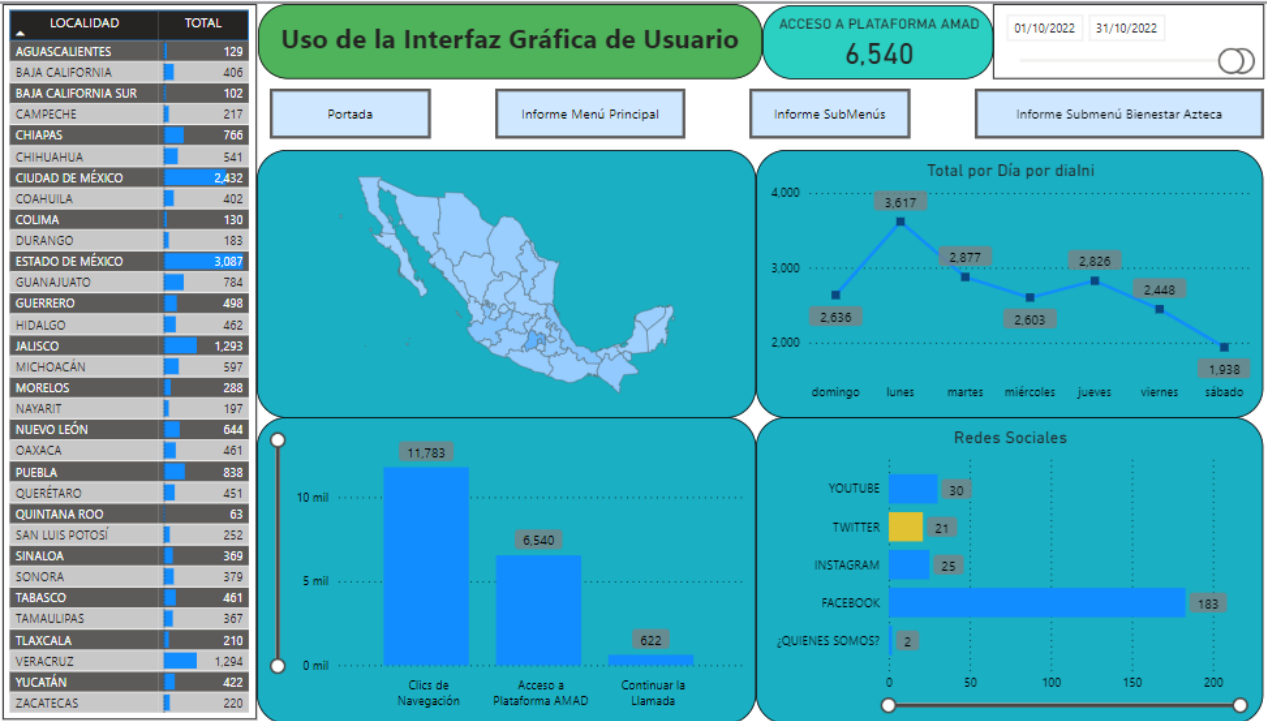 LOCALIDAD TOTAL
AGUASCALIENTES 129
BAJA CALIFORNIA 406
BAJA CALIFORNIA SUR 102
CAMPECHE 217
CHIAPAS 766
CHIHUAHUA 541
CIUDAD DE MÉXICO 2,432
COAHUILA 402
COLIMA 130
DURANGO 183
ESTADO DE MÉXICO 3,087
GUANAJUATO 784
GUERRERO 498
HIDALGO 462
JALISCO 1,293
MICHOACÁN 597
MORELOS 288
NAYARIT 197
NUEVO LEÓN 644
OAXACA 461
PUEBLA 838
QUERÉTARO 451
QUINTANA ROO 63
SAN LUIS POTOSÍ 252
SINALOA 369
SONORA 379
TABASCO 461
TAMAULIPAS 367
TLAXCALA 210
VERACRUZ 1,294
YUCATÁN 422
ZACATECAS 220
Uso de la Interfaz Gráfica de Usuario
ACCESO A PLATAFORMA AMAD
6,540
01/10/2022 31/10/2022
Portada
Informe Menú Principal
Informe SubMenús
Informe Submenú Bienestar Azteca
Total por Día por diaIni
4,000
3,000
2,000
2,636
3,617
2,877
2,603
2,826
2,448
1,938
domingo lunes martes miércoles jueves viernes sábado
10 mil
5 mil
0 mil
11,783
6,540
622
Clics de
Navegación
Acceso a
Plataforma AMAD
Continuar la
Llamada
Redes Sociales
YOUTUBE 30
TWITTER 21
INSTAGRAM 25
FACEBOOK 183
¿QUIENES SOMOS? 2
0 50 100 150 200